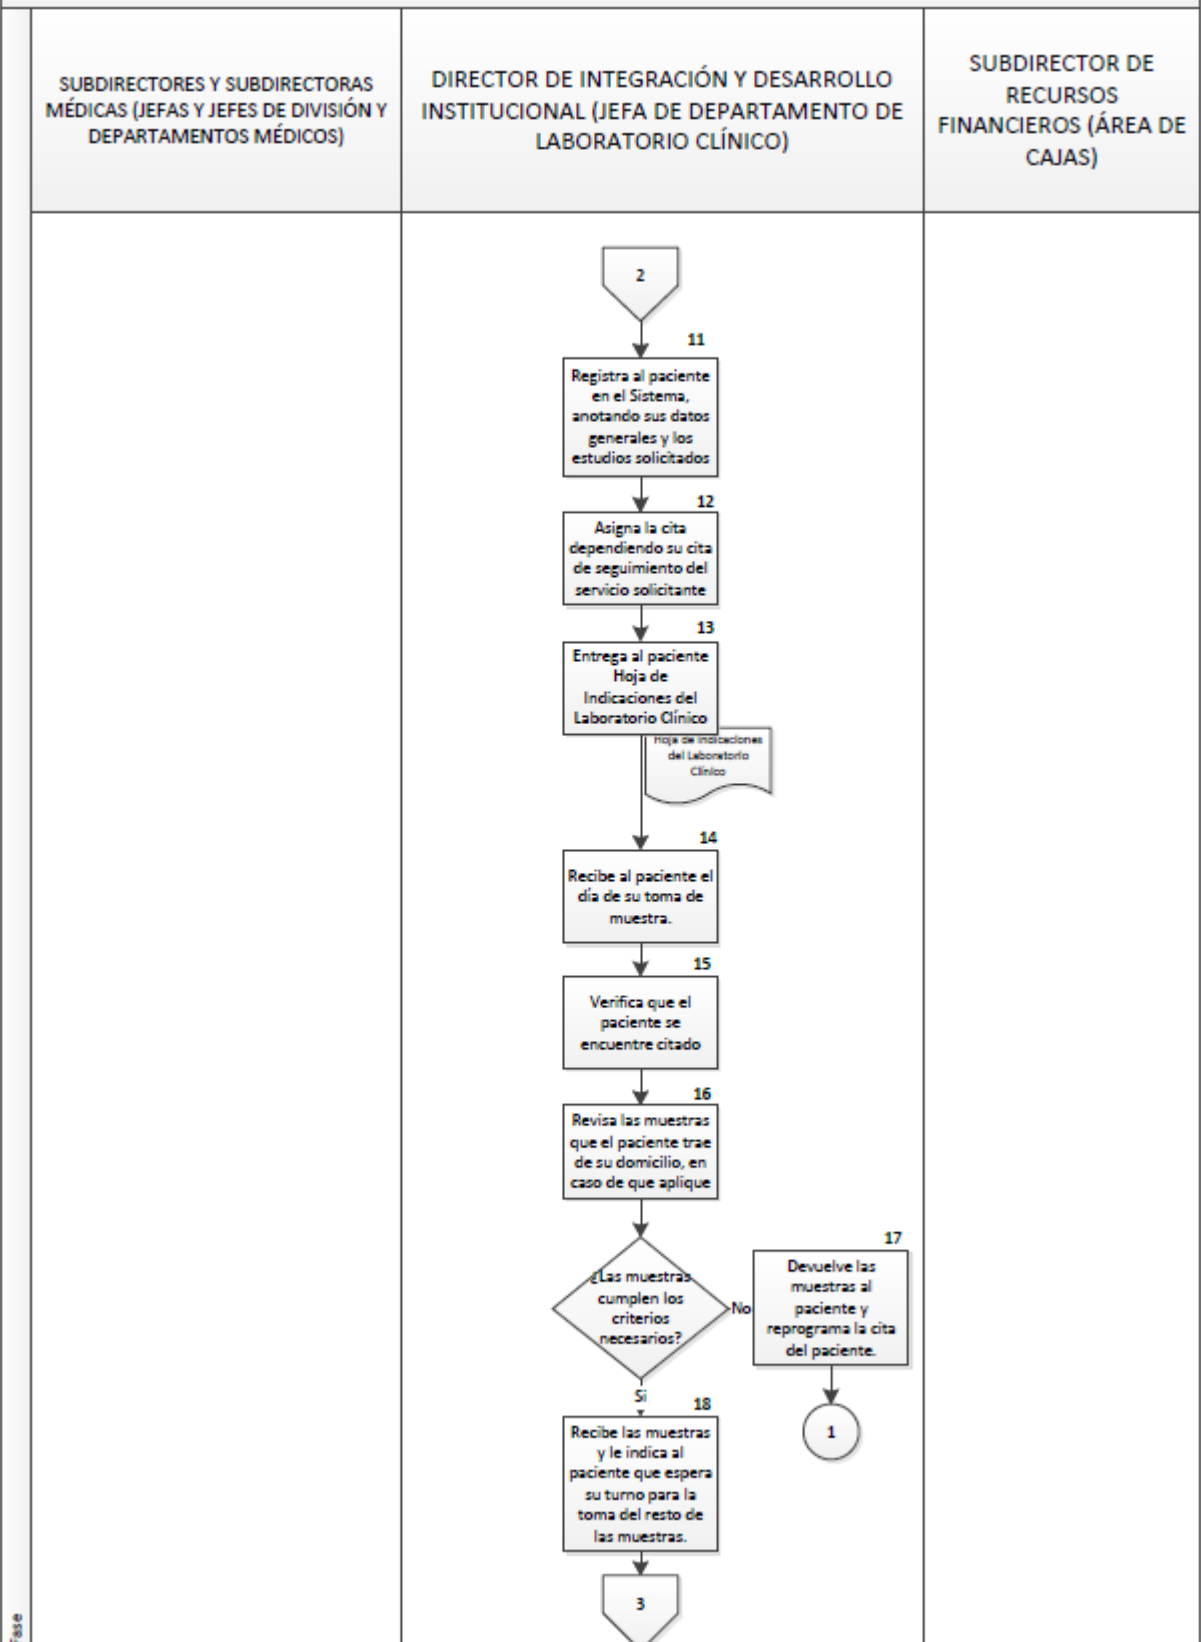 SUBDIRECTORES Y SUBDIRECTORAS
MÉDICAS (JEFAS Y JEFES DE DIVISIÓN Y
DEPARTAMENTOS MÉDICOS)
DIRECTOR DE INTEGRACIÓN Y DESARROLLO
INSTITUCIONAL (JEFA DE DEPARTAMENTO DE
LABORATORIO CLÍNICO)
SUBDIRECTOR DE
RECURSOS
FINANCIEROS (ÁREA DE
CAJAS)
2
11
Registra al paciente
en el Sistema,
anotando sus datos
generales y los
estudios solicitados
12
Asigna la cita
dependiendo su cita
de seguimiento del
servicio solicitante
13
Entrega al paciente
Hoja de
Indicaciones del
Laboratorio Clínico
Hoja de Indicaciones
del Laboratorio
Clínico
14
Recibe al paciente el
día de su toma de
muestra.
15
Verifica que el
paciente se
encuentre citado
16
Revisa las muestras
que el paciente trae
de su domicilio, en
caso de que aplique
¿Las muestras
cumplen los
criterios
necesarios?
No
17
Devuelve las
muestras al
paciente y
reprograma la cita
del paciente.
1
Si
18
Recibe las muestras
y le indica al
paciente que espera
su turno para la
toma del resto de
las muestras.
3
Fase